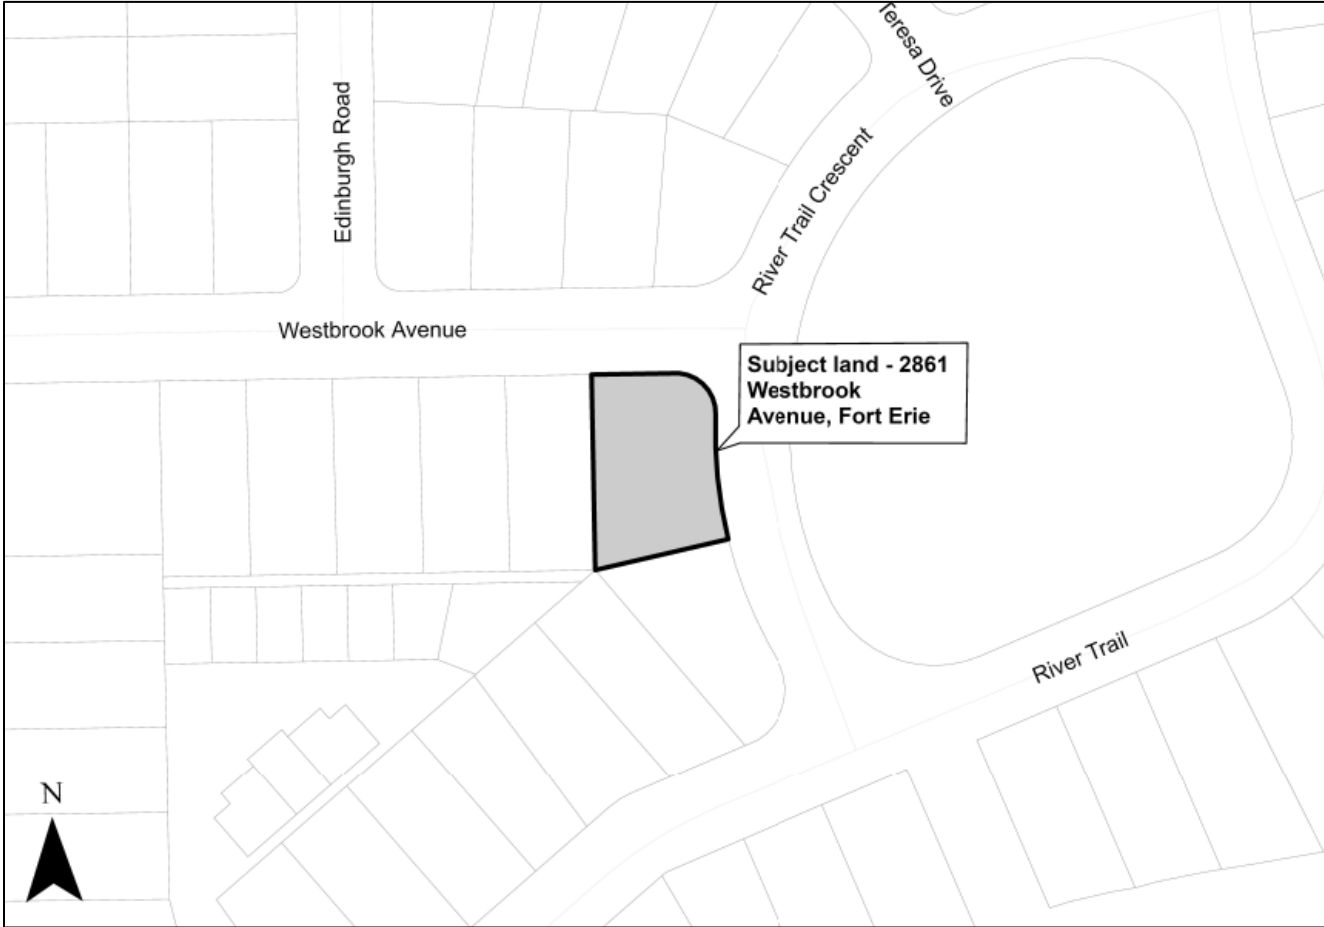 Teresa Drive
Edinburgh Road
River Trail Crescent
Westbrook Avenue
Subject land - 2861
Westbrook
Avenue, Fort Erie
River Trail
N